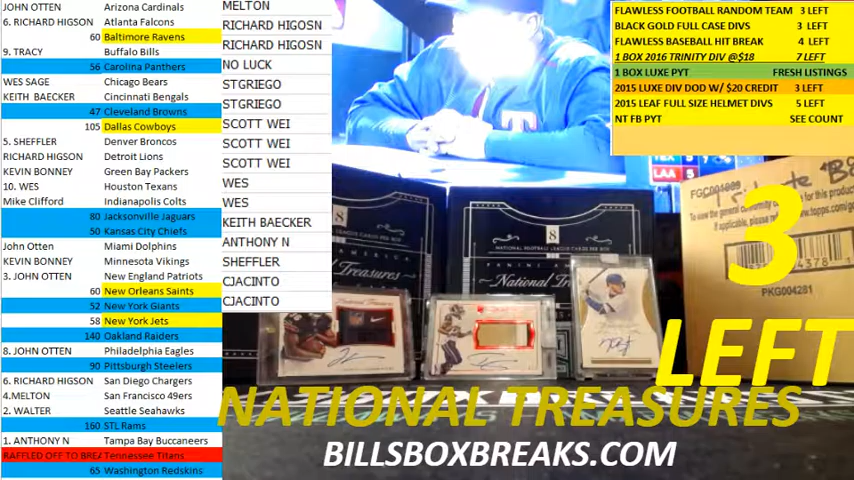 JOHN OTTEN Arizona Cardinals
6. RICHARD HIGSON Atlanta Falcons
60 Baltimore Ravens
9. TRACY Buffalo Bills
56 Carolina Panthers
WES SAGE Chicago Bears
KEITH BAECKER Cincinnati Bengals
47 Cleveland Browns
105 Dallas Cowboys
5. SHEFFLER Denver Broncos
RICHARD HIGSON Detroit Lions
KEVIN BONNEY Green Bay Packers
10. WES Houston Texans
Mike Clifford Indianapolis Colts
80 Jacksonville Jaguars
50 Kansas City Chiefs
John Otten Miami Dolphins
KEVIN BONNEY Minnesota Vikings
3. JOHN OTTEN New England Patriots
60 New Orleans Saints
52 New York Giants
58 New York Jets
140 Oakland Raiders
8. JOHN OTTEN Philadelphia Eagles
90 Pittsburgh Steelers
6. RICHARD HIGSON San Diego Chargers
4.MELTON San Francisco 49ers
2. WALTER Seattle Seahawks
160 STL Rams
1. ANTHONY N Tampa Bay Buccaneers
RAFFLED OFF TO BREA Tennessee Titans
65 Washington Redskins
MELTON
RICHARD HIGOSN
RICHARD HIGOSN
NO LUCK
STGRIEGO
STGRIEGO
SCOTT WEI
SCOTT WEI
SCOTT WEI
WES
WES
KEITH BAECKER
ANTHONY N
SHEFFLER
CJACINTO
CJACINTO
FLAWLESS FOOTBALL RANDOM TEAM 3 LEFT
BLACK GOLD FULL CASE DIVS 3 LEFT
FLAWLESS BASEBALL HIT BREAK 4 LEFT
1 BOX 2016 TRINITY DIV @$18 7 LEFT
1 BOX LUXE PYT FRESH LISTINGS
2015 LUXE DIV DOD W/ $20 CREDIT 3 LEFT
2015 LEAF FULL SIZE HELMET DIVS 5 LEFT
NT FB PYT SEE COUNT
LAA 5
8
8
Treasures
National Tr
PKG004281
3
LEFT
NATIONAL TREASURES
BILLSBOXBREAKS.COM